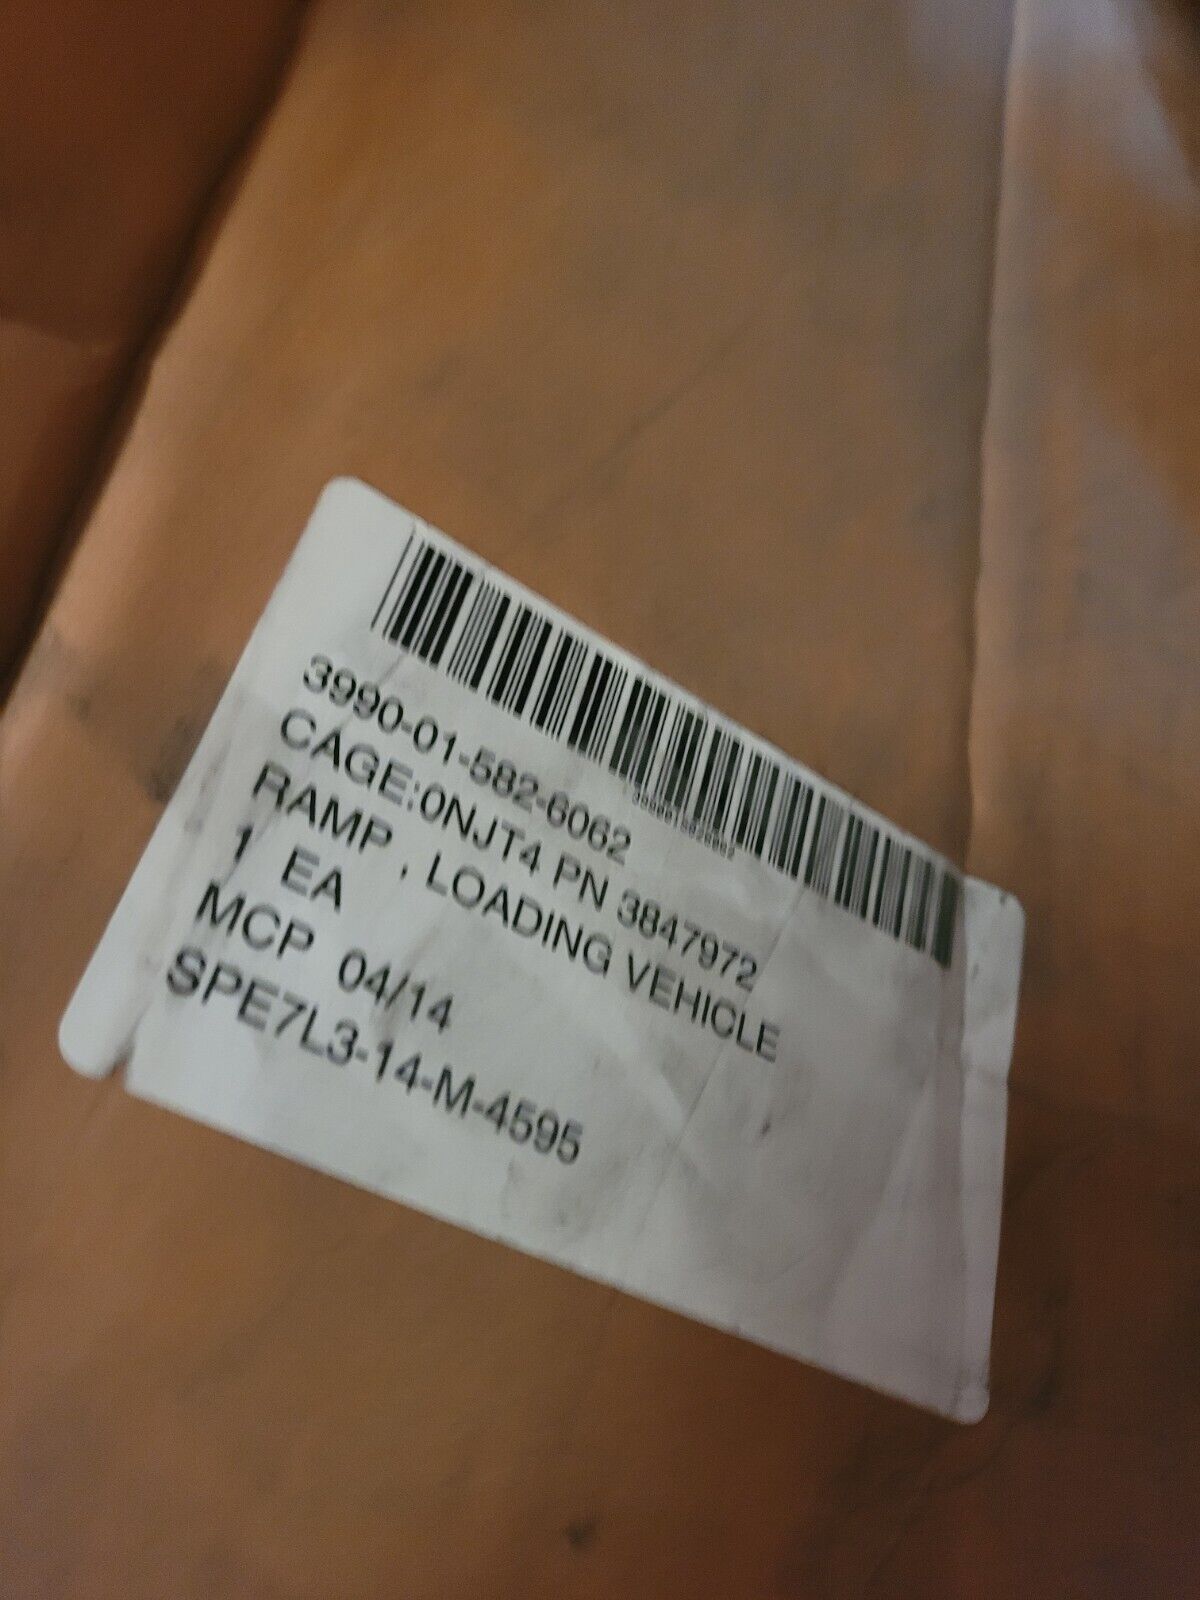 3990015826062
3990-01-582-6062
CAGE:0NJT4 PN 3847972
RAMP , LOADING VEHICLE
1 EA
MCP 04/14
SPE7L3-14-M-4595